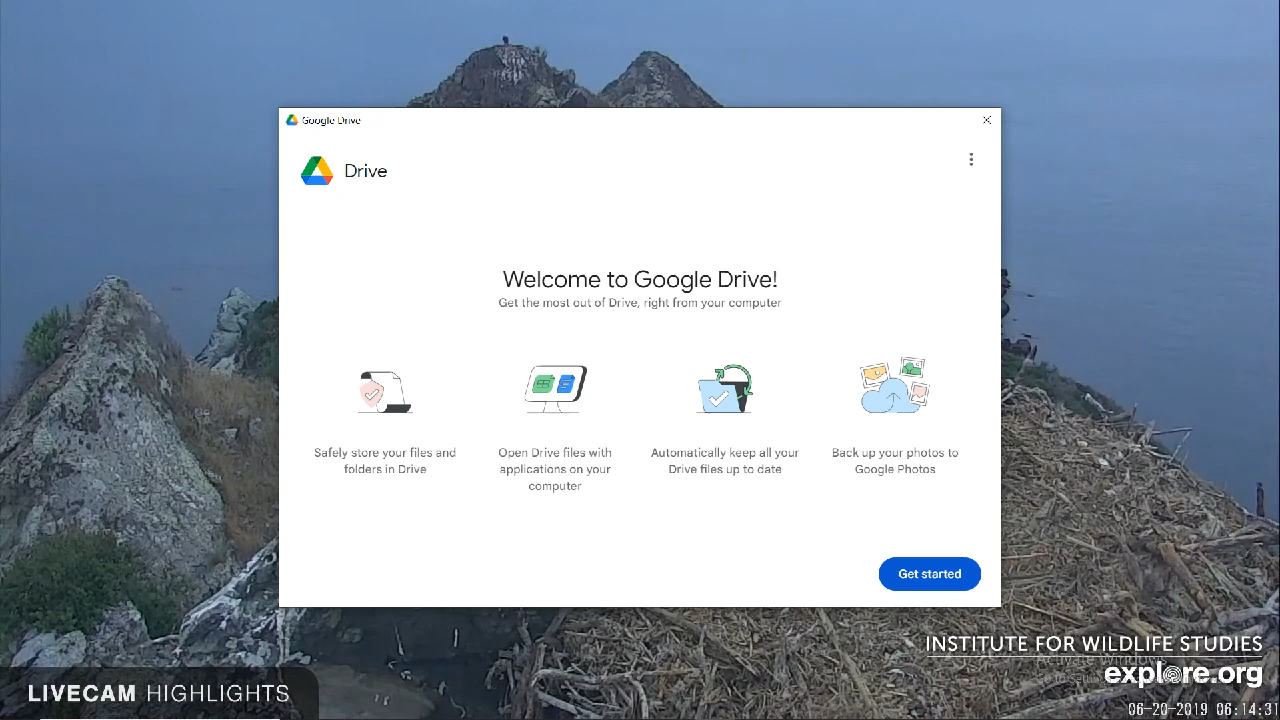 Google Drive
Drive
Welcome to Google Drive!
Get the most out of Drive, right from your computer
Safely store your files and
folders in Drive
Open Drive files with
applications on your
computer
Automatically keep all your
Drive files up to date
Back up your photos to
Google Photos
Get started
INSTITUTE FOR WILDLIFE STUDIES
Activate Windows
explore.org
LIVECAM HIGHLIGHTS
06-20-2019 06:14:31